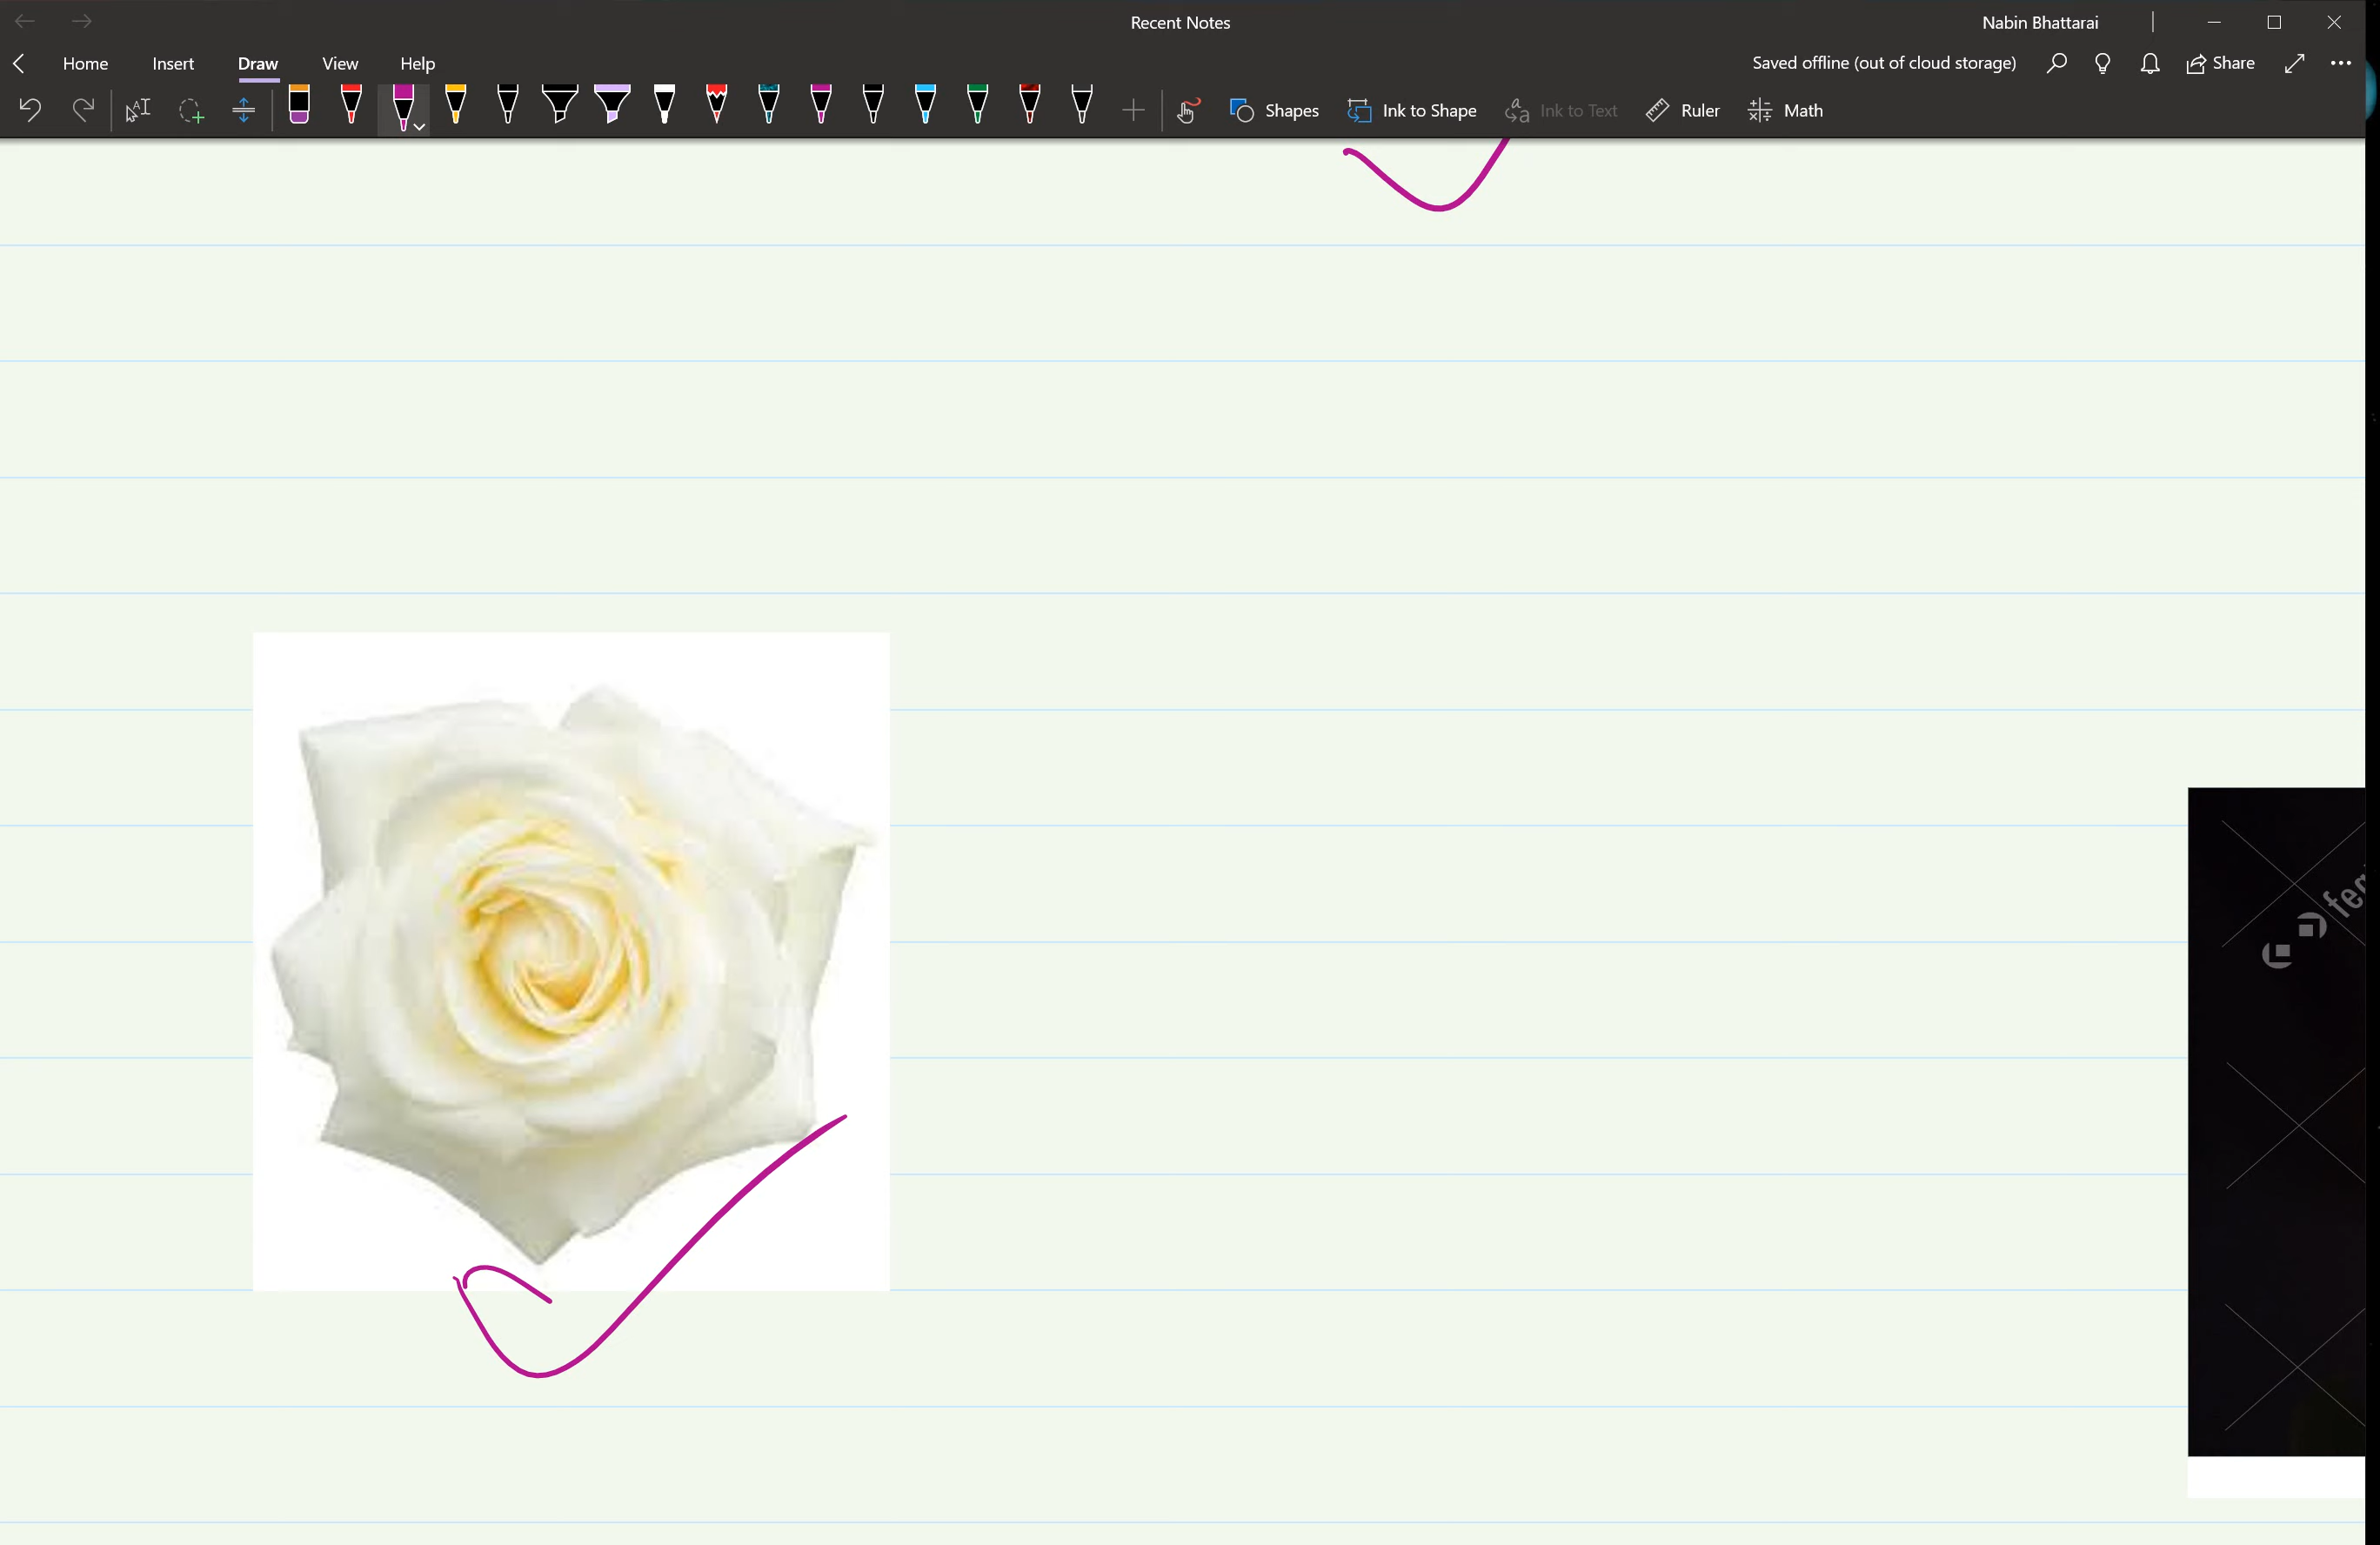 Recent Notes
Nabin Bhattarai
Home Insert Draw View Help
Saved offline (out of cloud storage)
Share
Shapes
Ink to Shape
Ink to Text
Ruler
Math